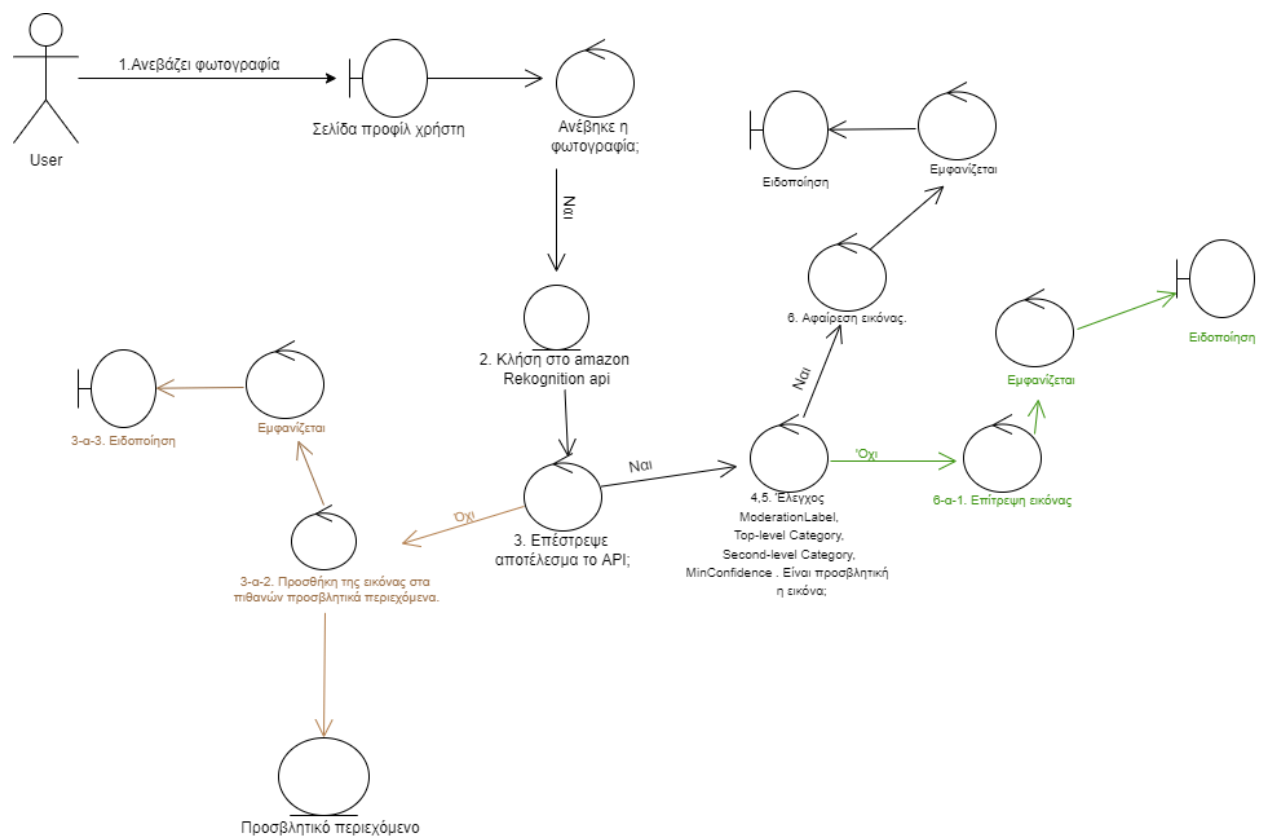 1.Ανεβάζει φωτογραφία
User
Σελίδα προφίλ χρήστη
Ανέβηκε η
φωτογραφία;
Ναι
2. Κλήση στο amazon
Rekognition api
3. Επέστρεψε
αποτέλεσμα το API;
Ναι
4,5. Έλεγχος
ModerationLabel,
Top-level Category,
Second-level Category,
MinConfidence . Είναι προσβλητική
η εικόνα;
Ναι
6. Αφαίρεση εικόνας.
Εμφανίζεται
Ειδοποίηση
Όχι
6-α-1. Επίτρεψη εικόνας
Εμφανίζεται
Ειδοποίηση
Όχι
3-α-2. Προσθήκη της εικόνας στα
πιθανών προσβλητικά περιεχόμενα.
Εμφανίζεται
3-α-3. Ειδοποίηση
Προσβλητικό περιεχόμενο